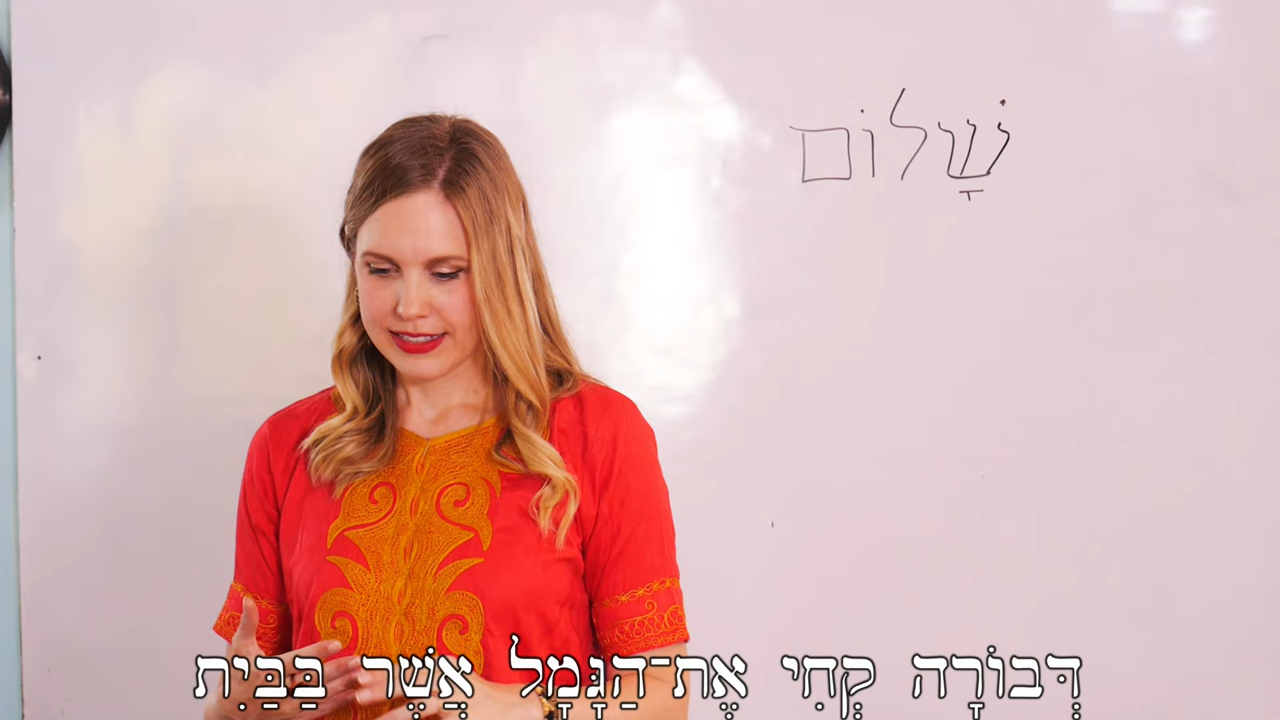 שָׁלוֹם
דְּבוֹרָה קְחִי אֶת־הַגָּמָל אֲשֶׁר בַּבַּיִת